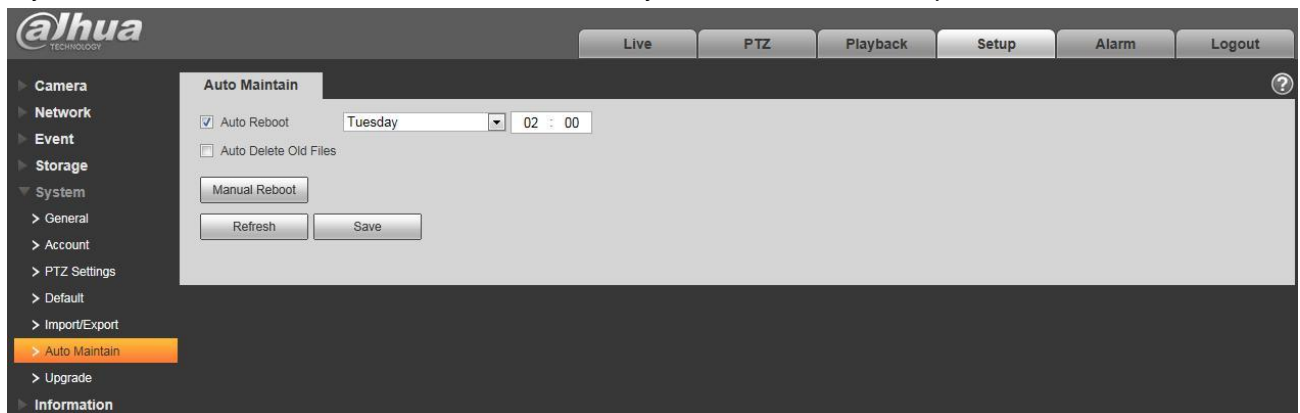 alhua
TECHNOLOGY
Live PTZ Playback Setup Alarm Logout
Camera
Network
Event
Storage
System
> General
> Account
> PTZ Settings
> Default
> Import/Export
> Auto Maintain
> Upgrade
Information
Auto Maintain
?
Auto Reboot Tuesday 02 : 00
Auto Delete Old Files
Manual Reboot
Refresh Save